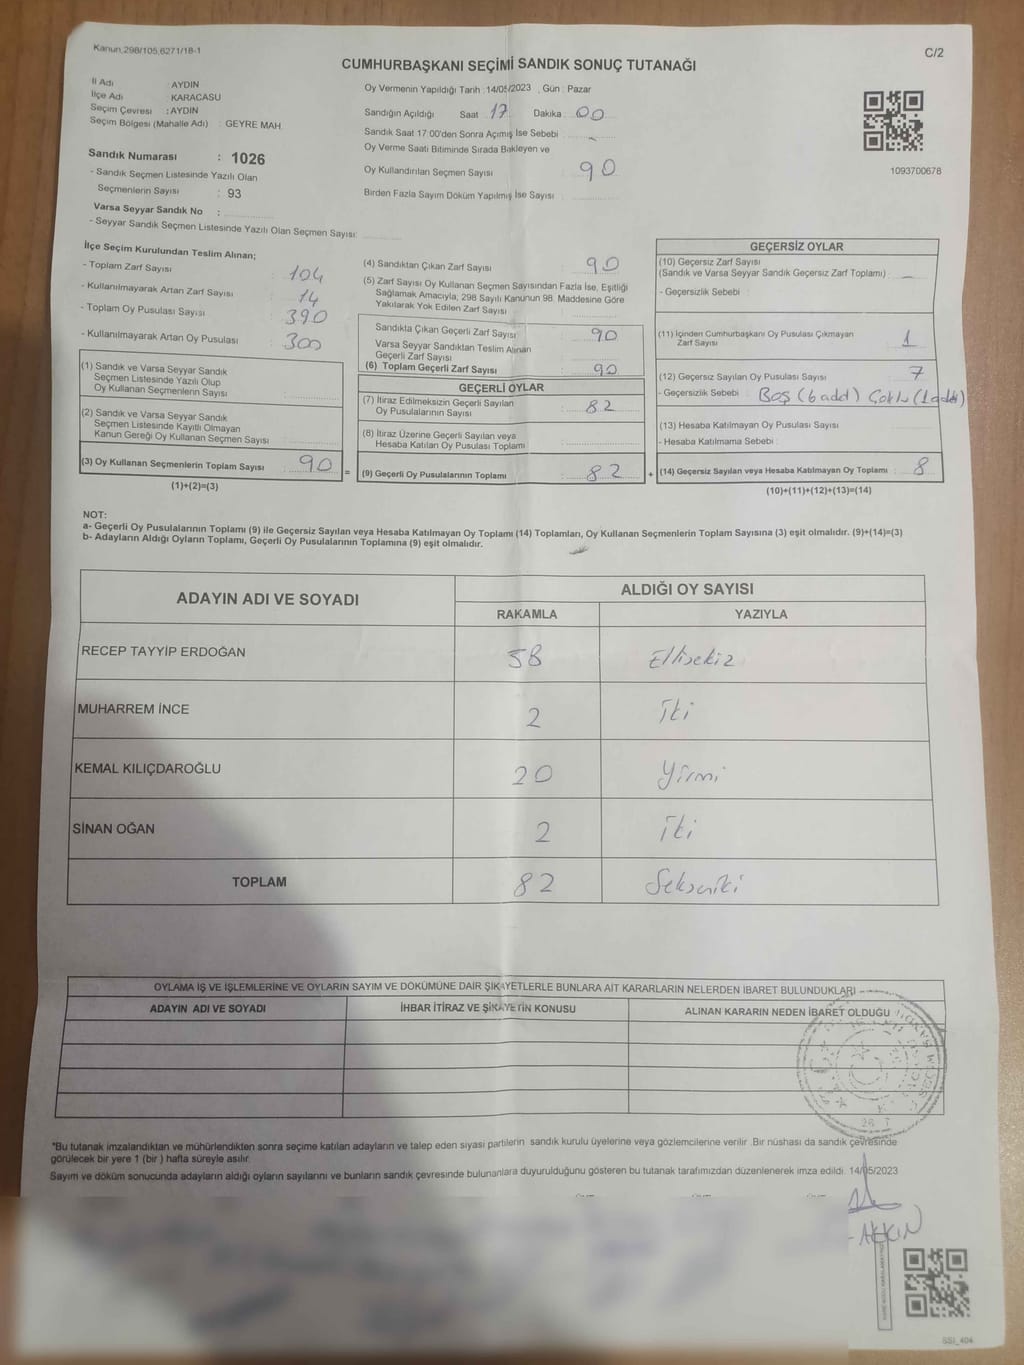 Kanun,298/105,6271/18-1
C/2
CUMHURBAŞKANI SEÇİMİ SANDIK SONUÇ TUTANAĞI
İl Adı : AYDIN
İlçe Adı : KARACASU
Seçim Çevresi : AYDIN
Seçim Bölgesi (Mahalle Adı) : GEYRE MAH.
Sandık Numarası : 1026
- Sandık Seçmen Listesinde Yazılı Olan
Seçmenlerin Sayısı : 93
Varsa Seyyar Sandık No :
- Seyyar Sandık Seçmen Listesinde Yazılı Olan Seçmen Sayısı:
Oy Vermenin Yapıldığı Tarih : 14/05/2023 , Gün : Pazar
Sandığın Açıldığı Saat 17 Dakika 00
Sandık Saat 17:00'den Sonra Açımış İse Sebebi
Oy Verme Saati Bitiminde Sırada Bekleyen ve
Oy Kullandırılan Seçmen Sayısı : 90
Birden Fazla Sayım Döküm Yapılmış İse Sayısı
1093700678
İlçe Seçim Kurulundan Teslim Alınan;
- Toplam Zarf Sayısı : 104
- Kullanılmayarak Artan Zarf Sayısı : 14
- Toplam Oy Pusulası Sayısı : 390
- Kullanılmayarak Artan Oy Pusulası : 300
(1) Sandık ve Varsa Seyyar Sandık
Seçmen Listesinde Yazılı Olup
Oy Kullanan Seçmenlerin Sayısı :
(2) Sandık ve Varsa Seyyar Sandık
Seçmen Listesinde Kayıtlı Olmayan
Kanun Gereği Oy Kullanan Seçmen Sayısı :
(3) Oy Kullanan Seçmenlerin Toplam Sayısı : 90
(1)+(2)=(3)
=
(4) Sandıktan Çıkan Zarf Sayısı : 90
(5) Zarf Sayısı Oy Kullanan Seçmen Sayısından Fazla İse, Eşitliği
Sağlamak Amacıyla, 298 Sayılı Kanunun 98. Maddesine Göre
Yakılarak Yok Edilen Zarf Sayısı :
Sandıkta Çıkan Geçerli Zarf Sayısı : 90
Varsa Seyyar Sandıktan Teslim Alınan
Geçerli Zarf Sayısı
(6) Toplam Geçerli Zarf Sayısı : 90
GEÇERLİ OYLAR
(7) İtiraz Edilmeksizin Geçerli Sayılan
Oy Pusulalarının Sayısı : 82
(8) İtiraz Üzerine Geçerli Sayılan veya
Hesaba Katılan Oy Pusulası Toplamı :
(9) Geçerli Oy Pusulalarının Toplamı : 82
+
GEÇERSİZ OYLAR
(10) Geçersiz Zarf Sayısı
(Sandık ve Varsa Seyyar Sandık Geçersiz Zarf Toplamı) :
- Geçersizlik Sebebi :
(11) İçinden Cumhurbaşkanı Oy Pusulası Çıkmayan
Zarf Sayısı : 1
(12) Geçersiz Sayılan Oy Pusulası Sayısı : 7
- Geçersizlik Sebebi : Boş (6 add) Çoklu (1 add)
(13) Hesaba Katılmayan Oy Pusulası Sayısı :
- Hesaba Katılmama Sebebi :
(14) Geçersiz Sayılan veya Hesaba Katılmayan Oy Toplamı : 8
(10)+(11)+(12)+(13)=(14)
NOT:
a- Geçerli Oy Pusulalarının Toplamı (9) ile Geçersiz Sayılan veya Hesaba Katılmayan Oy Toplamı (14) Toplamları, Oy Kullanan Seçmenlerin Toplam Sayısına (3) eşit olmalıdır. (9)+(14)=(3)
b- Adayların Aldığı Oyların Toplamı, Geçerli Oy Pusulalarının Toplamına (9) eşit olmalıdır.
ADAYIN ADI VE SOYADI
ALDIĞI OY SAYISI
RAKAMLA YAZIYLA
RECEP TAYYİP ERDOĞAN 58 Ellisekiz
MUHARREM İNCE 2 İki
KEMAL KILIÇDAROĞLU 20 Yirmi
SİNAN OĞAN 2 İki
TOPLAM 82 Sekseniki
OYLAMA İŞ VE İŞLEMLERİNE VE OYLARIN SAYIM VE DÖKÜMÜNE DAİR ŞİKAYETLERLE BUNLARA AİT KARARLARIN NELERDEN İBARET BULUNDUKLARI
ADAYIN ADI VE SOYADI İHBAR İTİRAZ VE ŞİKAYETİN KONUSU ALINAN KARARIN NEDEN İBARET OLDUĞU
*Bu tutanak imzalandıktan ve mühürlendikten sonra seçime katılan adayların ve talep eden siyasi partilerin sandık kurulu üyelerine veya gözlemcilerine verilir .Bir nüshası da sandık çevresinde
görülecek bir yere 1 (bir ) hafta süreyle asılır.
Sayım ve döküm sonucunda adayların aldığı oyların sayılarını ve bunların sandık çevresinde bulunanlara duyurulduğunu gösteren bu tutanak tarafımızdan düzenlenerek imza edildi. 14/05/2023
AKKIN
SSI_404